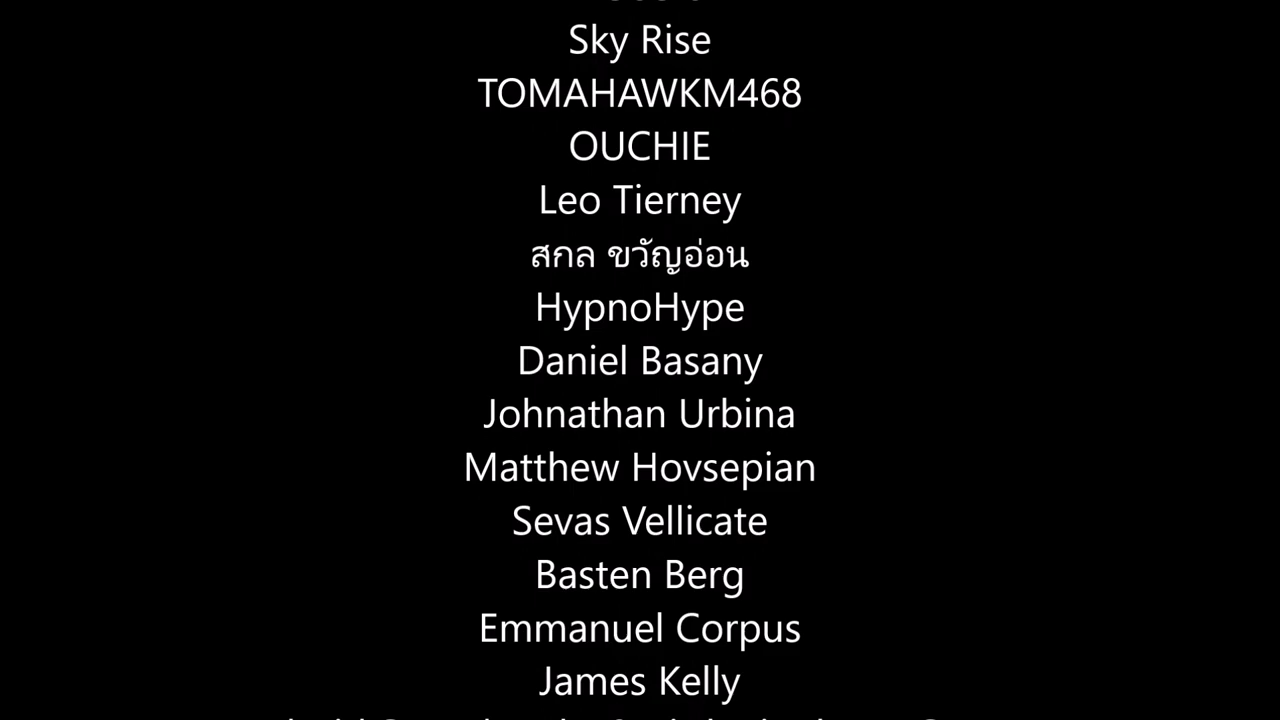 Sky Rise
TOMAHAWKM468
OUCHIE
Leo Tierney
สกล ขวัญอ่อน
HypnoHype
Daniel Basany
Johnathan Urbina
Matthew Hovsepian
Sevas Vellicate
Basten Berg
Emmanuel Corpus
James Kelly